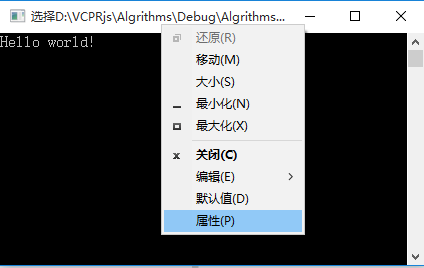 选择D:\VCPRjs\Algrithms\Debug\Algrithms...
Hello world!
还原(R)
移动(M)
大小(S)
最小化(N)
最大化(X)
关闭(C)
编辑(E)
默认值(D)
属性(P)